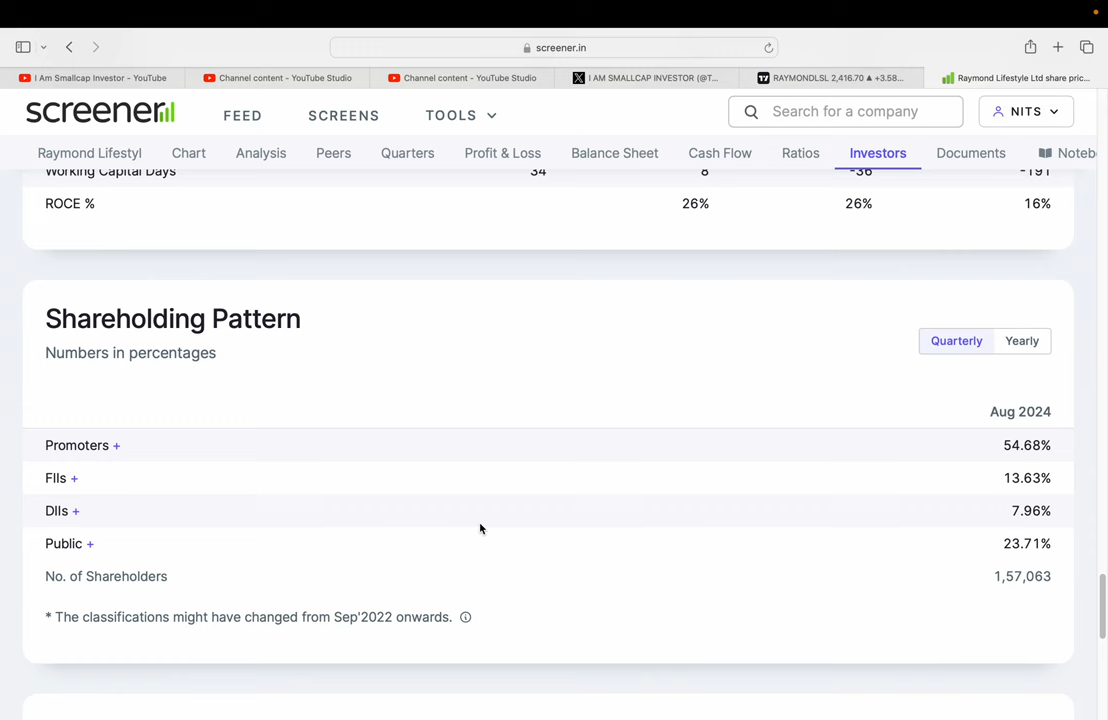 screener.in
I Am Smallcap Investor - YouTube
Channel content - YouTube Studio
Channel content - YouTube Studio
I AM SMALLCAP INVESTOR (@T...
RAYMONDLSL 2,416.70 ▲ +3.58...
Raymond Lifestyle Ltd share pric...
screener
FEED
SCREENS
TOOLS
Search for a company
NITS
Raymond Lifestyl
Chart
Analysis
Peers
Quarters
Profit & Loss
Balance Sheet
Cash Flow
Ratios
Investors
Documents
Noteb
Working Capital Days 34 8 -36 -191
ROCE % 26% 26% 16%
Shareholding Pattern
Numbers in percentages
Quarterly Yearly
Aug 2024
Promoters + 54.68%
FIIs + 13.63%
DIIs + 7.96%
Public + 23.71%
No. of Shareholders 1,57,063
* The classifications might have changed from Sep'2022 onwards.